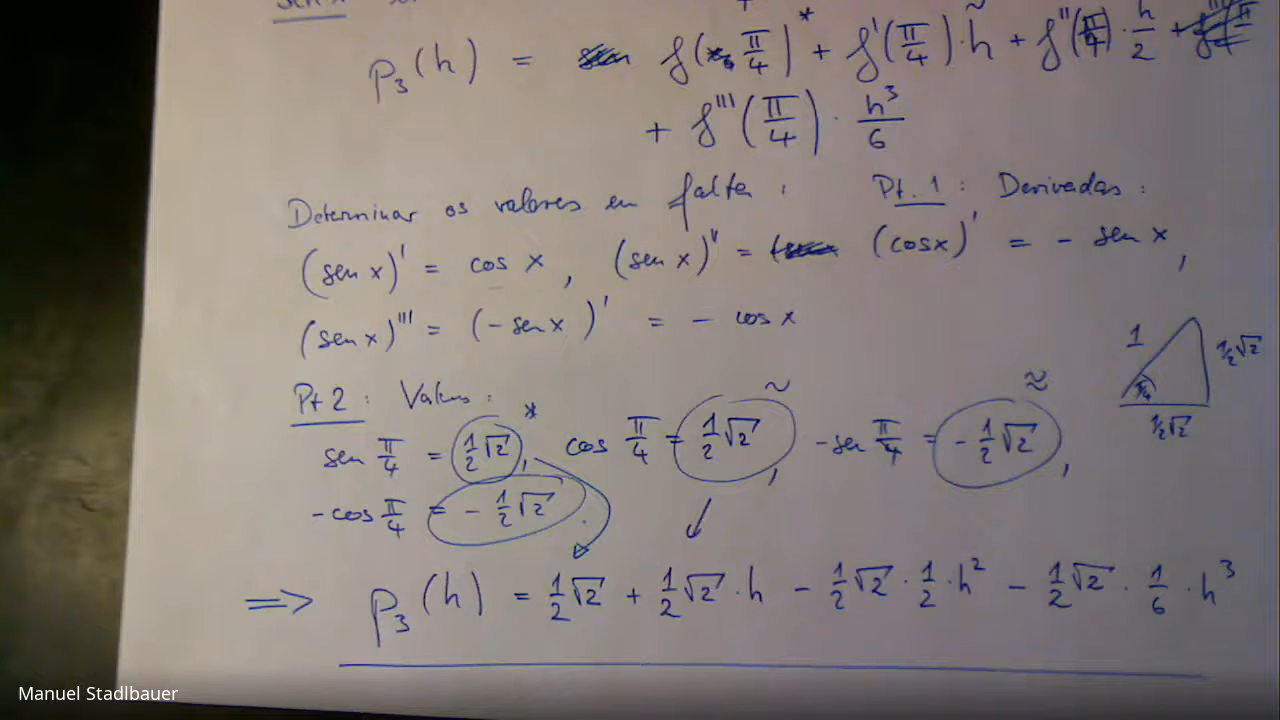 sen x
p₃(h) = f(π/4)* + f'(π/4)·h̃ + f''(π/4)·h/2 +
+ f'''(π/4)·h³/6
Determinar os valores em falta: Pt. 1: Derivadas:
(sen x)' = cos x, (sen x)'' = (cos x)' = - sen x,
(sen x)''' = (-sen x)' = - cos x
1 π/4 ½√2 ½√2
Pt 2: Valores:
sen π/4 = ½√2*, cos π/4 = ½√2 ~, -sen π/4 = -½√2 ≈,
-cos π/4 = -½√2
⇒ p₃(h) = ½√2 + ½√2·h - ½√2·½·h² - ½√2·1/6·h³
Manuel Stadlbauer